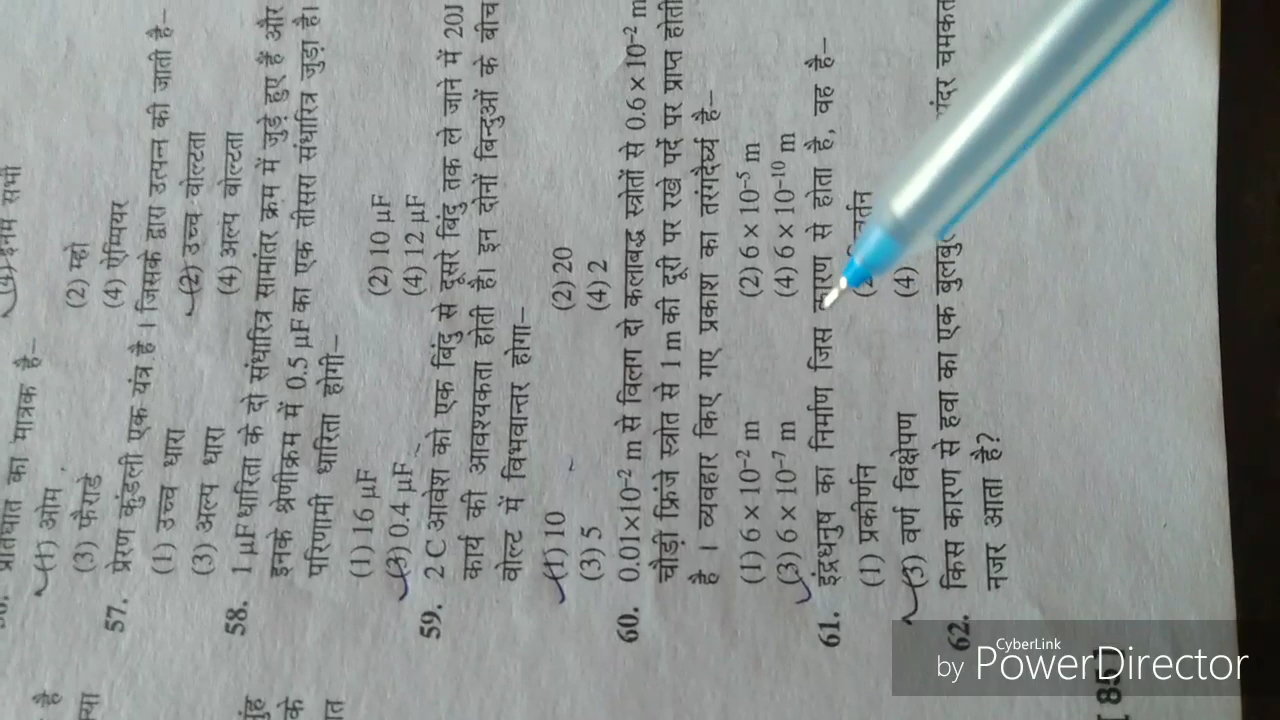 प्रतिघात का मात्रक है–
(1) ओम
(2) म्हो
(3) फैराडे
(4) ऐम्पियर
57. प्रेरण कुंडली एक यंत्र है । जिसके द्वारा उत्पन्न की जाती है–
(1) उच्च धारा
(2) उच्च वोल्टता
(3) अल्प धारा
(4) अल्प वोल्टता
58. 1 μF धारिता के दो संधारित्र सामांतर क्रम में जुड़े हुए हैं और
इनके श्रेणीक्रम में 0.5 μF का एक तीसरा संधारित्र जुड़ा है।
परिणामी धारिता होगी–
(1) 16 μF
(2) 10 μF
(3) 0.4 μF
(4) 12 μF
59. 2 C आवेश को एक बिंदु से दूसरे बिंदु तक ले जाने में 20J
कार्य की आवश्यकता होती है। इन दोनों बिन्दुओं के बीच
वोल्ट में विभवान्तर होगा–
(1) 10
(2) 20
(3) 5
(4) 2
60. 0.01×10⁻² m से विलग दो कलाबद्ध स्त्रोतों से 0.6 × 10⁻² m
चौड़ी फ्रिंजे स्त्रोत से 1 m की दूरी पर रखे पर्दे पर प्राप्त होती
है । व्यवहार किए गए प्रकाश का तरंगदैर्घ्य है–
(1) 6 × 10⁻² m
(2) 6 × 10⁻⁵ m
(3) 6 × 10⁻⁷ m
(4) 6 × 10⁻¹⁰ m
61. इंद्रधनुष का निर्माण जिस कारण से होता है, वह है–
(1) प्रकीर्णन
(3) वर्ण विक्षेपण
(4)
62. किस कारण से हवा का एक
नजर आता है?
85
CyberLink
by PowerDirector